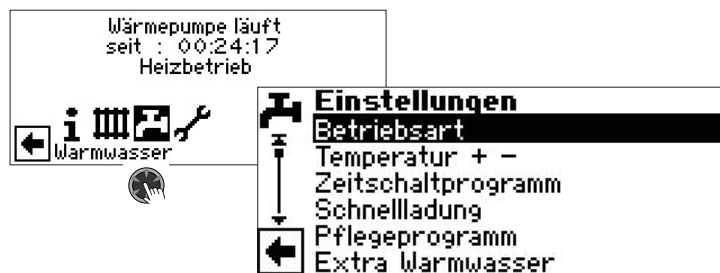 Wärmepumpe läuft
seit : 00:24:17
Heizbetrieb
Warmwasser
Einstellungen
Betriebsart
Temperatur + -
Zeitschaltprogramm
Schnellladung
Pflegeprogramm
Extra Warmwasser